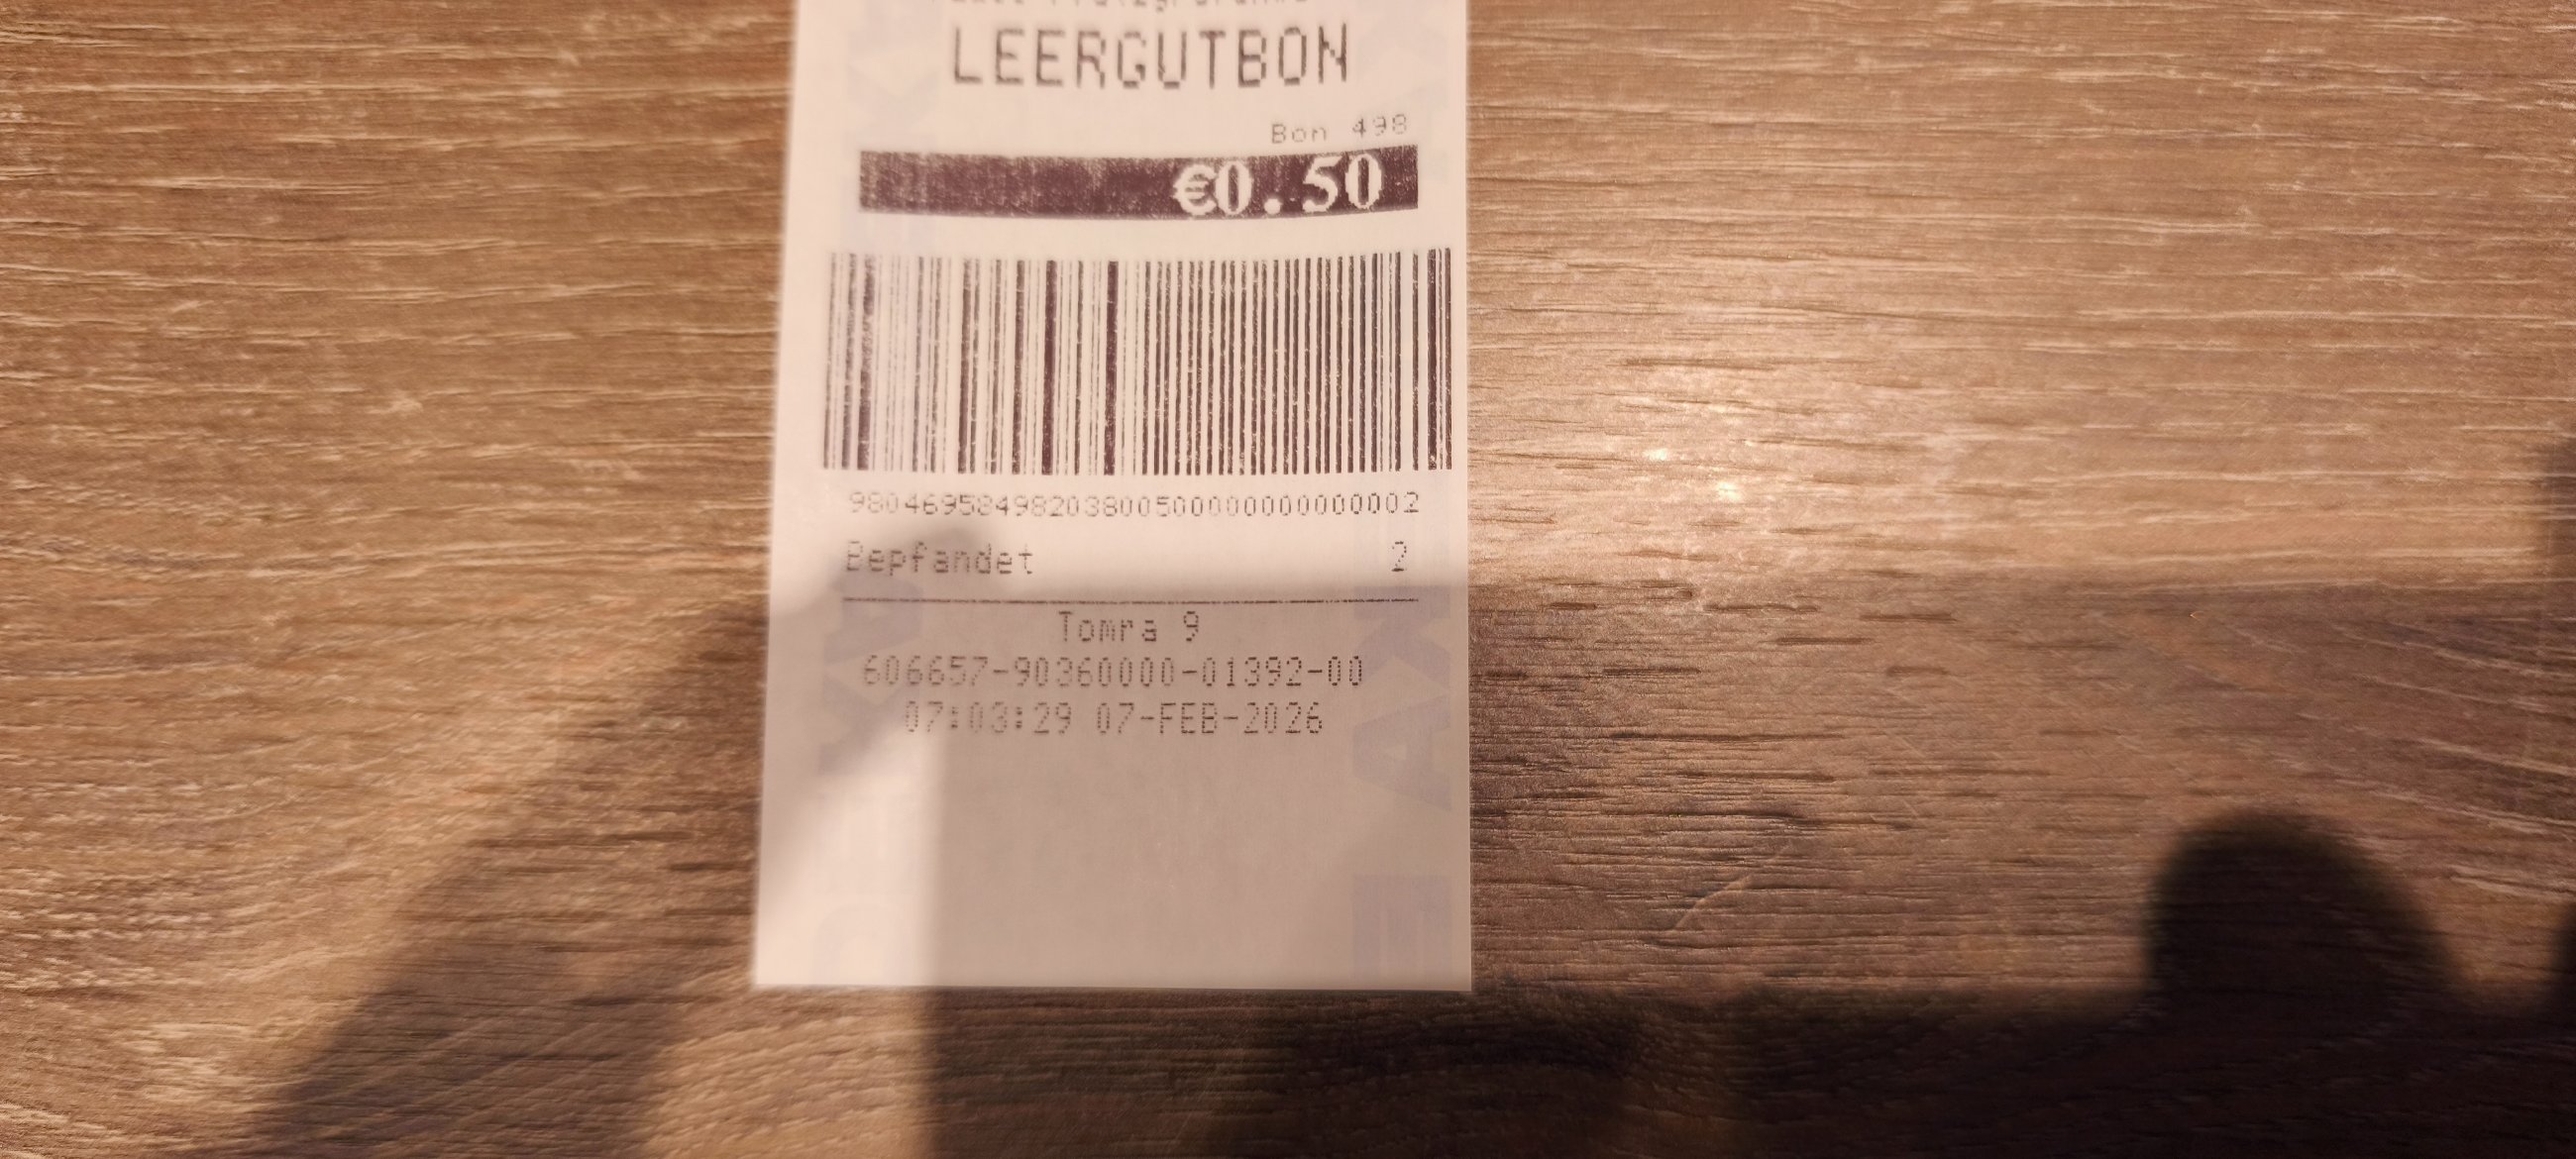 LEERGUTBON
Bon 498
€0.50
98046958498203800500000000000002
Bepfandet 2
Tomra 9
606657-90360000-01392-00
07:03:29 07-FEB-2026